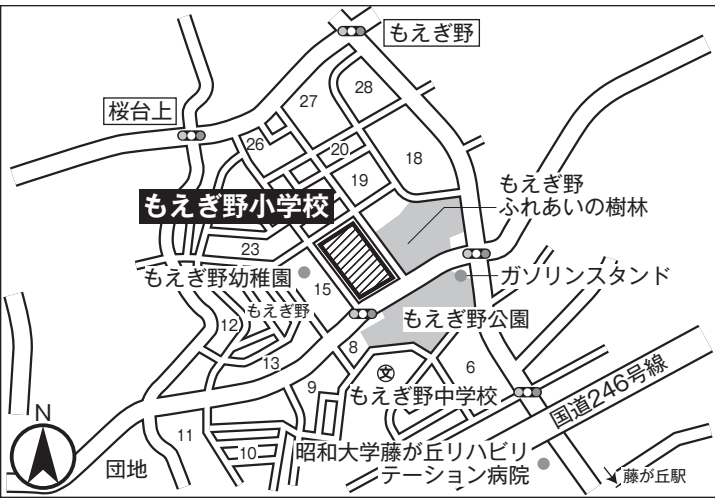 もえぎ野
桜台上
28
27
26
20
18
19
もえぎ野
ふれあいの樹林
もえぎ野小学校
23
もえぎ野幼稚園
15
ガソリンスタンド
もえぎ野
もえぎ野公園
12
8
13
文
6
9
もえぎ野中学校
国道246号線
N
11
10
団地
昭和大学藤が丘リハビリ
テーション病院
藤が丘駅